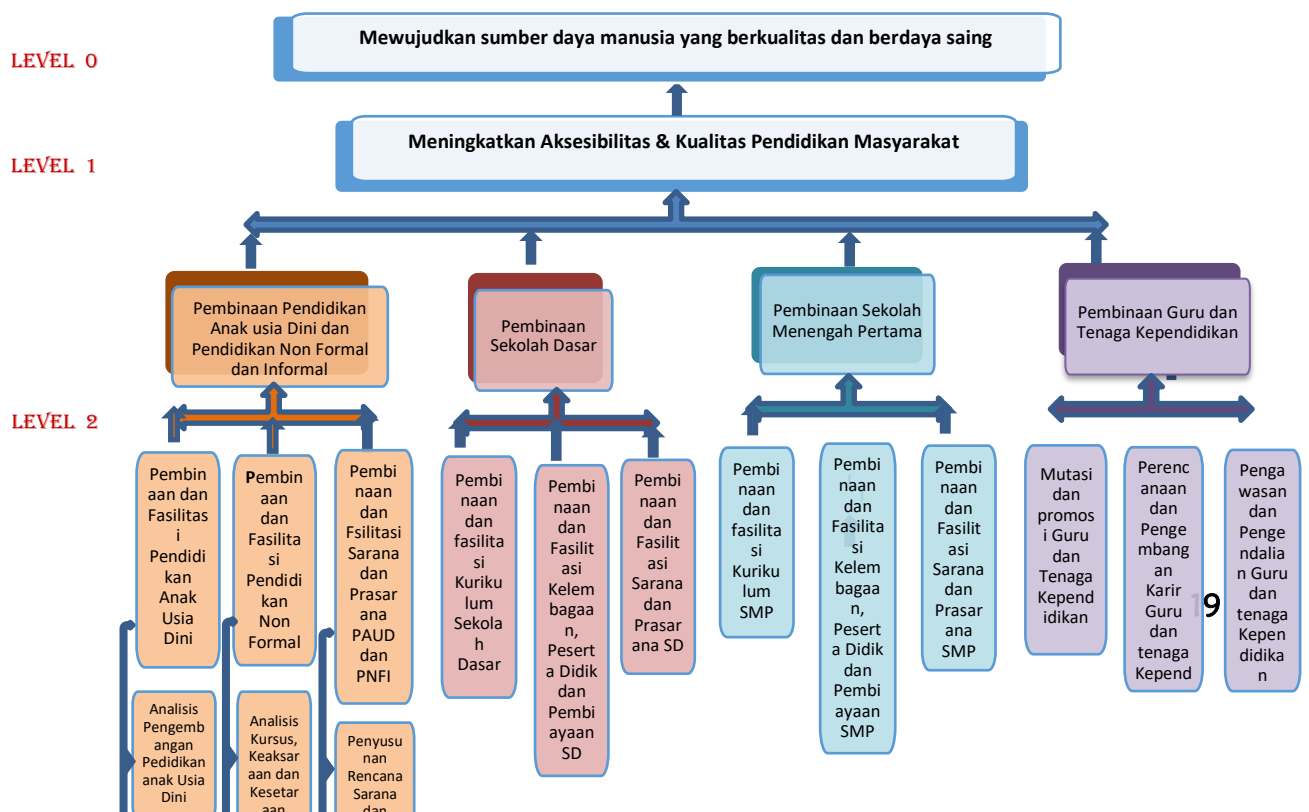 LEVEL 0
Mewujudkan sumber daya manusia yang berkualitas dan berdaya saing
LEVEL 1
Meningkatkan Aksesibilitas & Kualitas Pendidikan Masyarakat
Pembinaan Pendidikan
Anak usia Dini dan
Pendidikan Non Formal
dan Informal
Pembinaan
Sekolah Dasar
Pembinaan Sekolah
Menengah Pertama
Pembinaan Guru dan
Tenaga Kependidikan
LEVEL 2
Pembin
aan dan
Fasilitas
i
Pendidi
kan
Anak
Usia
Dini
Pembin
aan
dan
Fasilita
si
Pendidi
kan
Non
Formal
Pembi
naan
dan
Fsilitasi
Sarana
dan
Prasar
ana
PAUD
dan
PNFI
Pembi
naan
dan
fasilita
si
Kuriku
lum
Sekola
h
Dasar
Pembi
naan
dan
Fasilit
asi
Kelem
bagaa
n,
Pesert
a Didik
dan
Pembi
ayaan
SD
Pembi
naan
dan
Fasilit
asi
Sarana
dan
Prasar
ana SD
Pembi
naan
dan
fasilita
si
Kuriku
lum
SMP
Pembi
naan
dan
Fasilita
si
Kelem
bagaa
n,
Pesert
a Didik
dan
Pembi
ayaan
SMP
Pembi
naan
dan
Fasilit
asi
Sarana
dan
Prasar
ana
SMP
Mutasi
dan
promos
i Guru
dan
Tenaga
Kepend
idikan
Perenc
anaan
dan
Penge
mbang
an
Karir
Guru
dan
tenaga
Kepend
19
Penga
wasan
dan
Penge
ndalia
n Guru
dan
tenaga
Kepen
didika
n
Analisis
Pengemb
angan
Pedidikan
anak Usia
Dini
Analisis
Kursus,
Keaksar
aan dan
Kesetar
aan
Penyusu
nan
Rencana
Sarana
dan